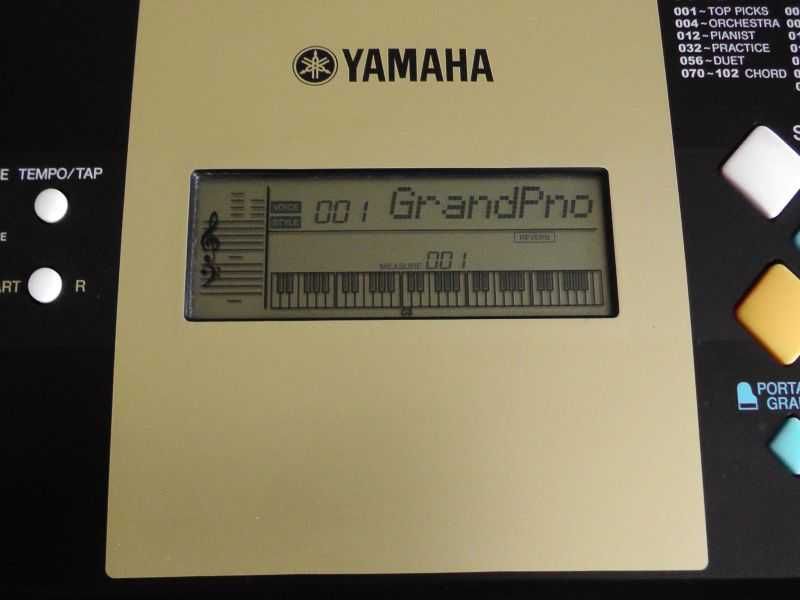 YAMAHA
001~TOP PICKS
004~ORCHESTRA
012~PIANIST
032~PRACTICE
056~DUET
070~102 CHORD
TEMPO/TAP
R
VOICE
STYLE
001 GrandPno
REVERB
MEASURE 001
C3